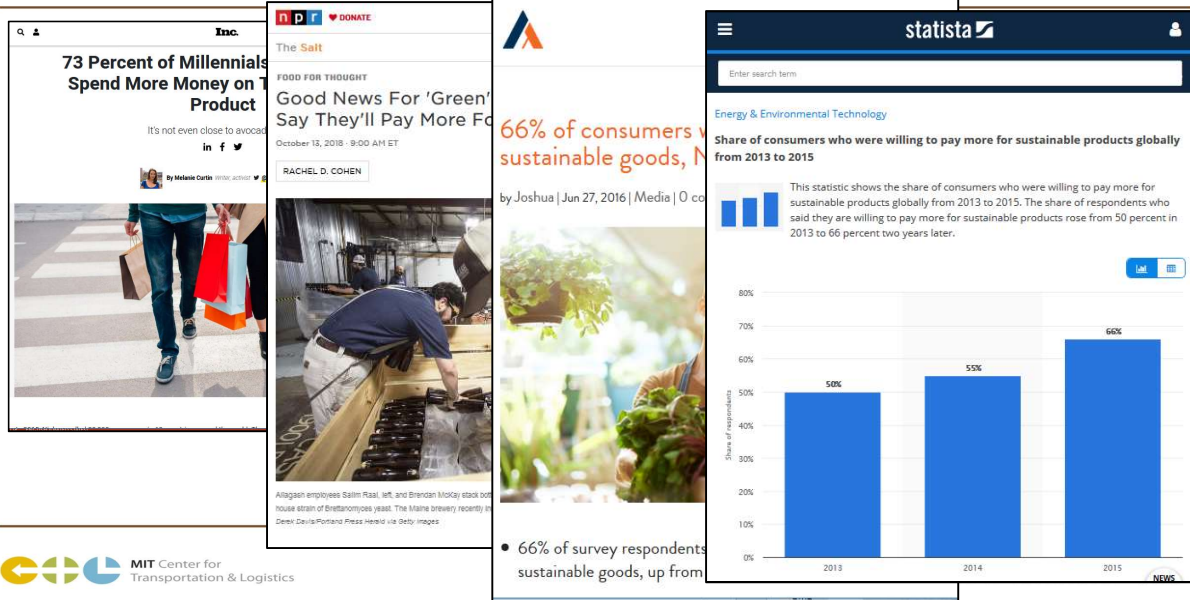 Inc.
73 Percent of Millennials
Spend More Money on T
Product
It's not even close to avocad
By Melanie Curtin Writer, activist
npr DONATE
The Salt
FOOD FOR THOUGHT
Good News For 'Green'
Say They'll Pay More Fo
October 13, 2018 · 9:00 AM ET
RACHEL D. COHEN
Allagash employees Salim Raal, left, and Brendan McKay stack bott
house strain of Brettanomyces yeast. The Maine brewery recently in
Derek Davis/Portland Press Herald via Getty Images
66% of consumers w
sustainable goods, N
by Joshua | Jun 27, 2016 | Media | 0 co
• 66% of survey respondents
sustainable goods, up from
statista
Enter search term
Energy & Environmental Technology
Share of consumers who were willing to pay more for sustainable products globally
from 2013 to 2015
This statistic shows the share of consumers who were willing to pay more for
sustainable products globally from 2013 to 2015. The share of respondents who
said they are willing to pay more for sustainable products rose from 50 percent in
2013 to 66 percent two years later.
Share of respondents
80%
70%
60%
50%
40%
30%
20%
10%
0%
50%
55%
66%
2013
2014
2015
NEWS
MIT Center for
Transportation & Logistics